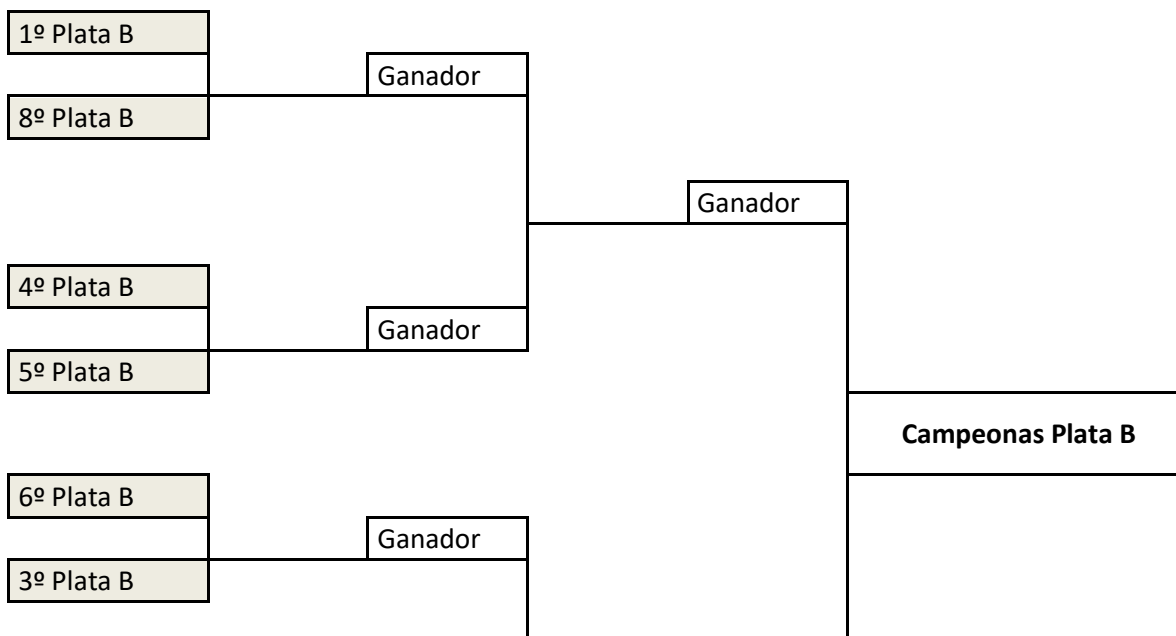 1º Plata B
Ganador
8º Plata B
Ganador
4º Plata B
Ganador
5º Plata B
Campeonas Plata B
6º Plata B
Ganador
3º Plata B